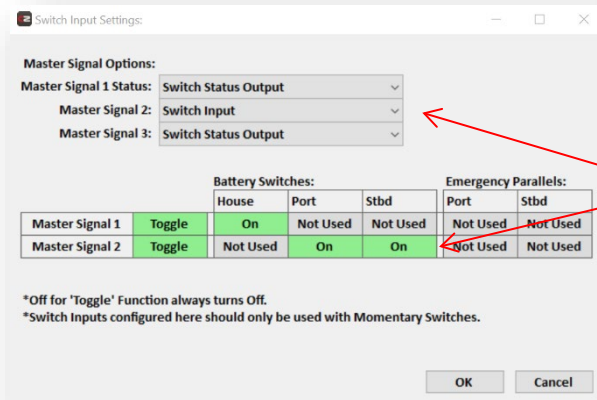 Switch Input Settings:
Master Signal Options:
Master Signal 1 Status: Switch Status Output
Master Signal 2: Switch Input
Master Signal 3: Switch Status Output
Battery Switches: Emergency Parallels:
House Port Stbd Port Stbd
Master Signal 1 Toggle On Not Used Not Used Not Used Not Used
Master Signal 2 Toggle Not Used On On Not Used Not Used
*Off for 'Toggle' Function always turns Off.
*Switch Inputs configured here should only be used with Momentary Switches.
OK Cancel